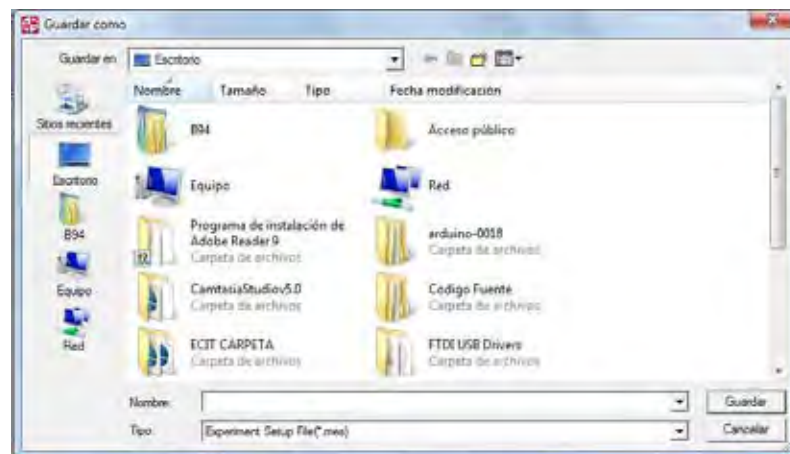 Guardar como
Guardar en: Escritorio
Nombre Tamaño Tipo Fecha modificación
Sitios recientes
Escritorio
B94
Equipo
Red
B94
Acceso público
Equipo
Red
Programa de instalación de
Adobe Reader 9
Carpeta de archivos
arduino-0018
Carpeta de archivos
CamtasiaStudiov5.0
Carpeta de archivos
Codigo Fuente
Carpeta de archivos
ECIT CARPETA
Carpeta de archivos
FTDI USB Drivers
Carpeta de archivos
Nombre:
Guardar
Tipo: Experiment Setup File(*.mes)
Cancelar